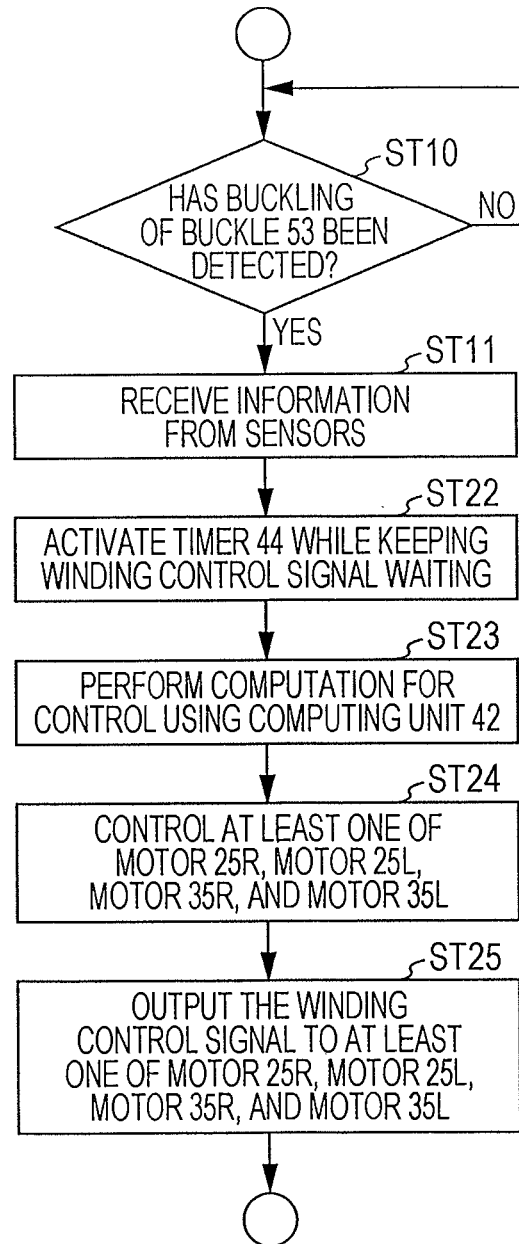 ST10
HAS BUCKLING
OF BUCKLE 53 BEEN
DETECTED?
NO
YES
ST11
RECEIVE INFORMATION
FROM SENSORS
ST22
ACTIVATE TIMER 44 WHILE KEEPING
WINDING CONTROL SIGNAL WAITING
ST23
PERFORM COMPUTATION FOR
CONTROL USING COMPUTING UNIT 42
ST24
CONTROL AT LEAST ONE OF
MOTOR 25R, MOTOR 25L,
MOTOR 35R, AND MOTOR 35L
ST25
OUTPUT THE WINDING
CONTROL SIGNAL TO AT LEAST
ONE OF MOTOR 25R, MOTOR 25L,
MOTOR 35R, AND MOTOR 35L